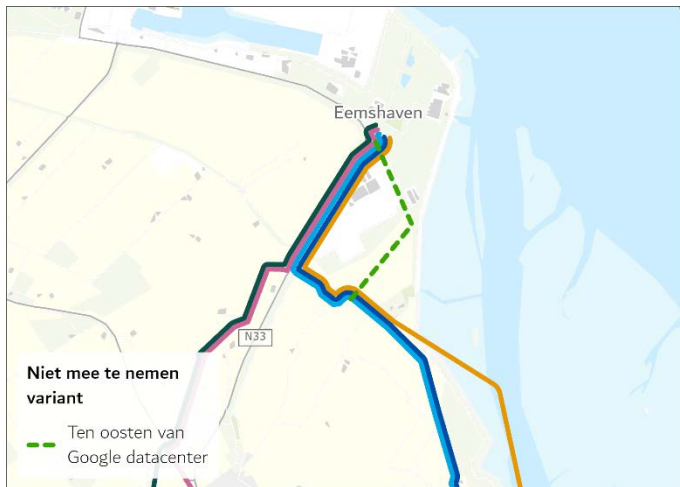 Eemshaven
N33
Niet mee te nemen
variant
Ten oosten van
Google datacenter